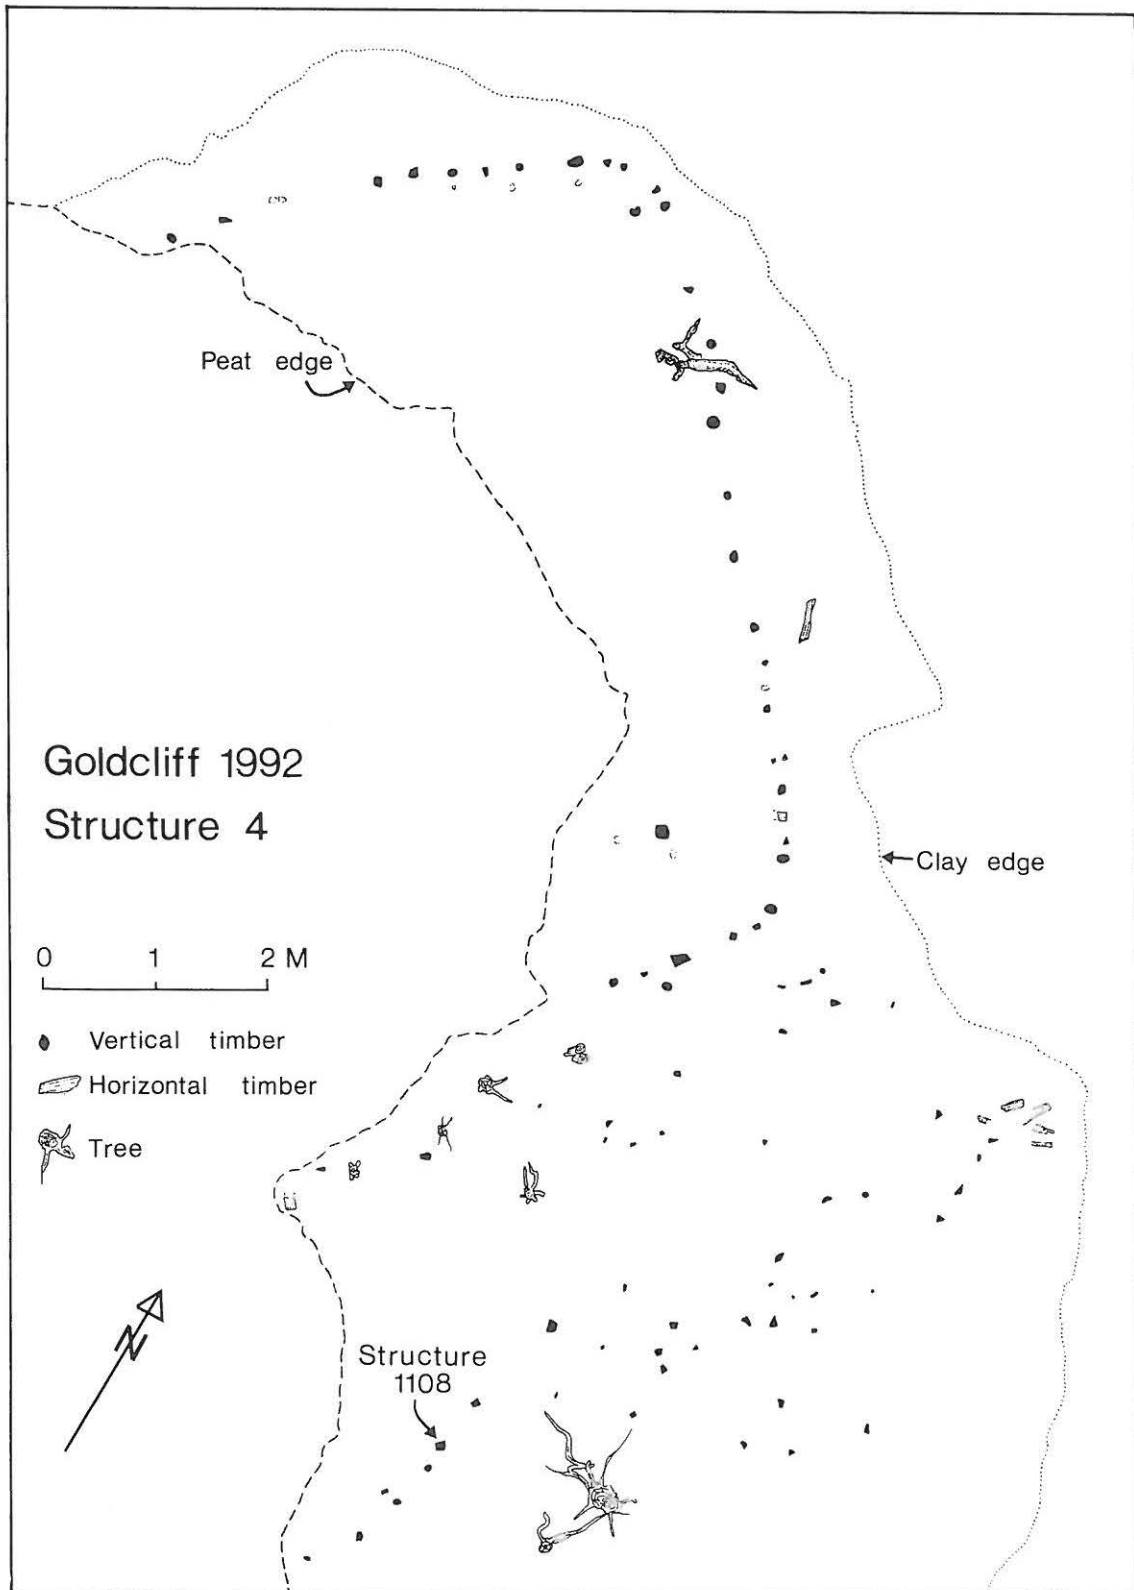 Peat edge
Goldcliff 1992
Structure 4
Clay edge
0 1 2 M
Vertical timber
Horizontal timber
Tree
N
Structure
1108